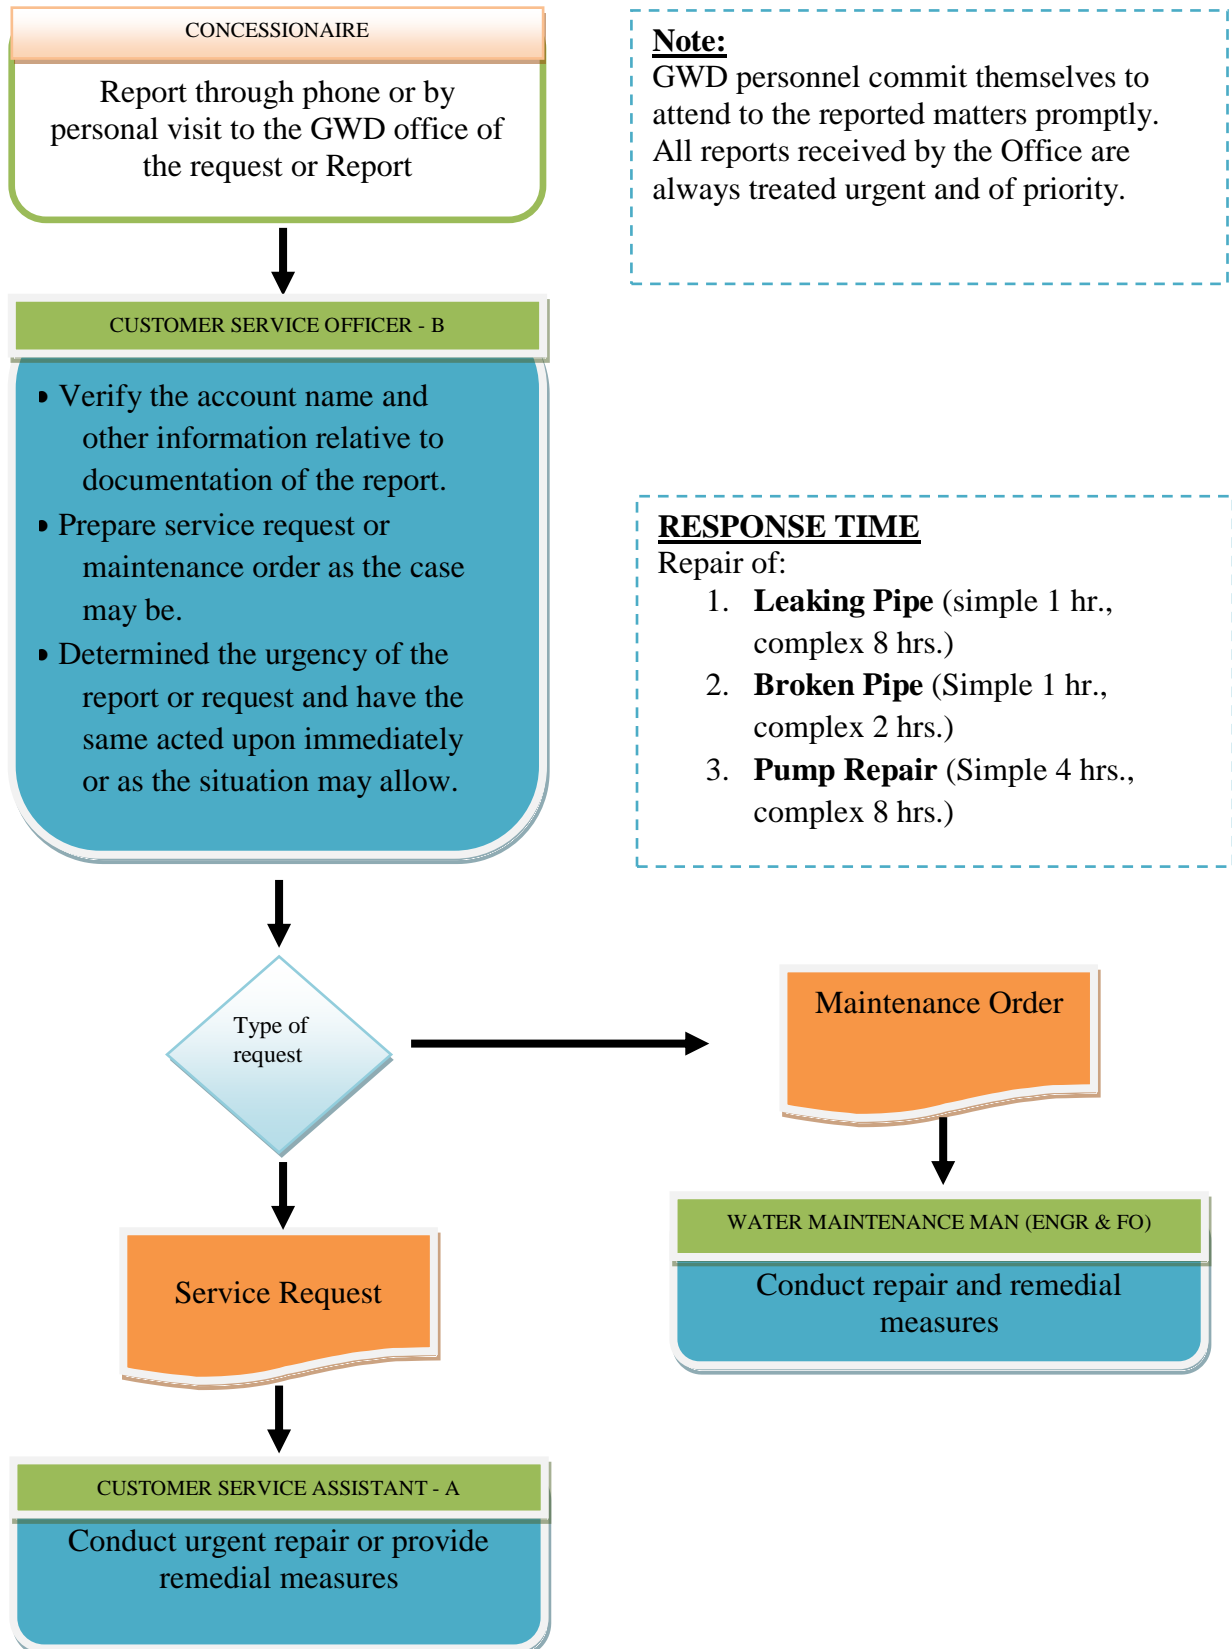 CONCESSIONAIRE
Report through phone or by
personal visit to the GWD office of
the request or Report
Note:
GWD personnel commit themselves to
attend to the reported matters promptly.
All reports received by the Office are
always treated urgent and of priority.
CUSTOMER SERVICE OFFICER - B
• Verify the account name and
other information relative to
documentation of the report.
• Prepare service request or
maintenance order as the case
may be.
• Determined the urgency of the
report or request and have the
same acted upon immediately
or as the situation may allow.
RESPONSE TIME
Repair of:
1. Leaking Pipe (simple 1 hr.,
complex 8 hrs.)
2. Broken Pipe (Simple 1 hr.,
complex 2 hrs.)
3. Pump Repair (Simple 4 hrs.,
complex 8 hrs.)
Type of
request
Maintenance Order
WATER MAINTENANCE MAN (ENGR & FO)
Conduct repair and remedial
measures
Service Request
CUSTOMER SERVICE ASSISTANT - A
Conduct urgent repair or provide
remedial measures